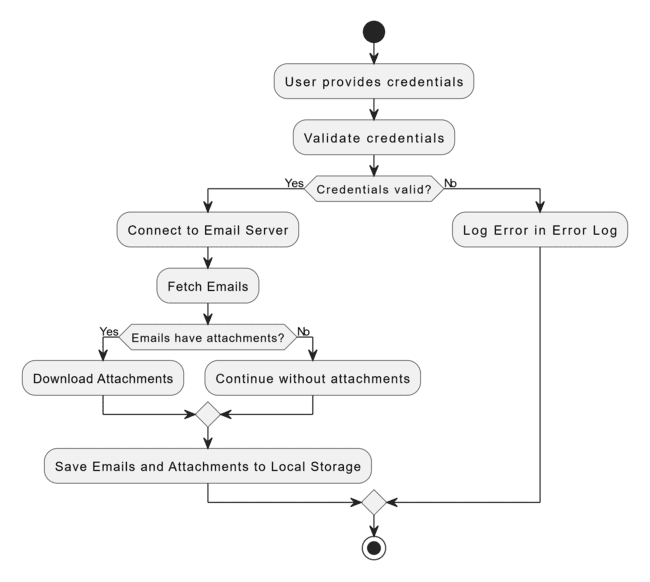 User provides credentials
Validate credentials
Yes
Credentials valid?
No
Connect to Email Server
Log Error in Error Log
Fetch Emails
Yes
Emails have attachments?
No
Download Attachments
Continue without attachments
Save Emails and Attachments to Local Storage